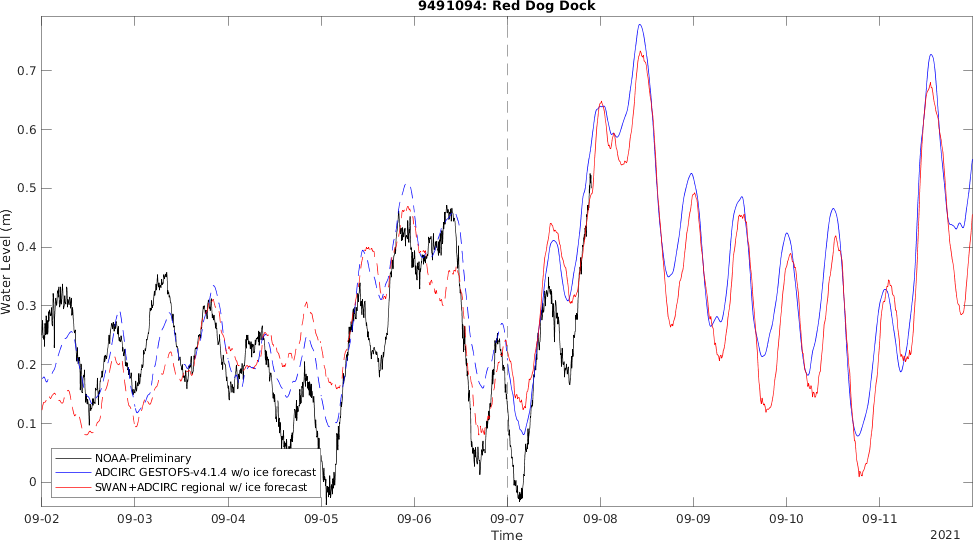 9491094: Red Dog Dock
Water Level (m)
0.7
0.6
0.5
0.4
0.3
0.2
0.1
0
NOAA-Preliminary
ADCIRC GESTOFS-v4.1.4 w/o ice forecast
SWAN+ADCIRC regional w/ ice forecast
09-02 09-03 09-04 09-05 09-06 09-07 09-08 09-09 09-10 09-11
Time
2021